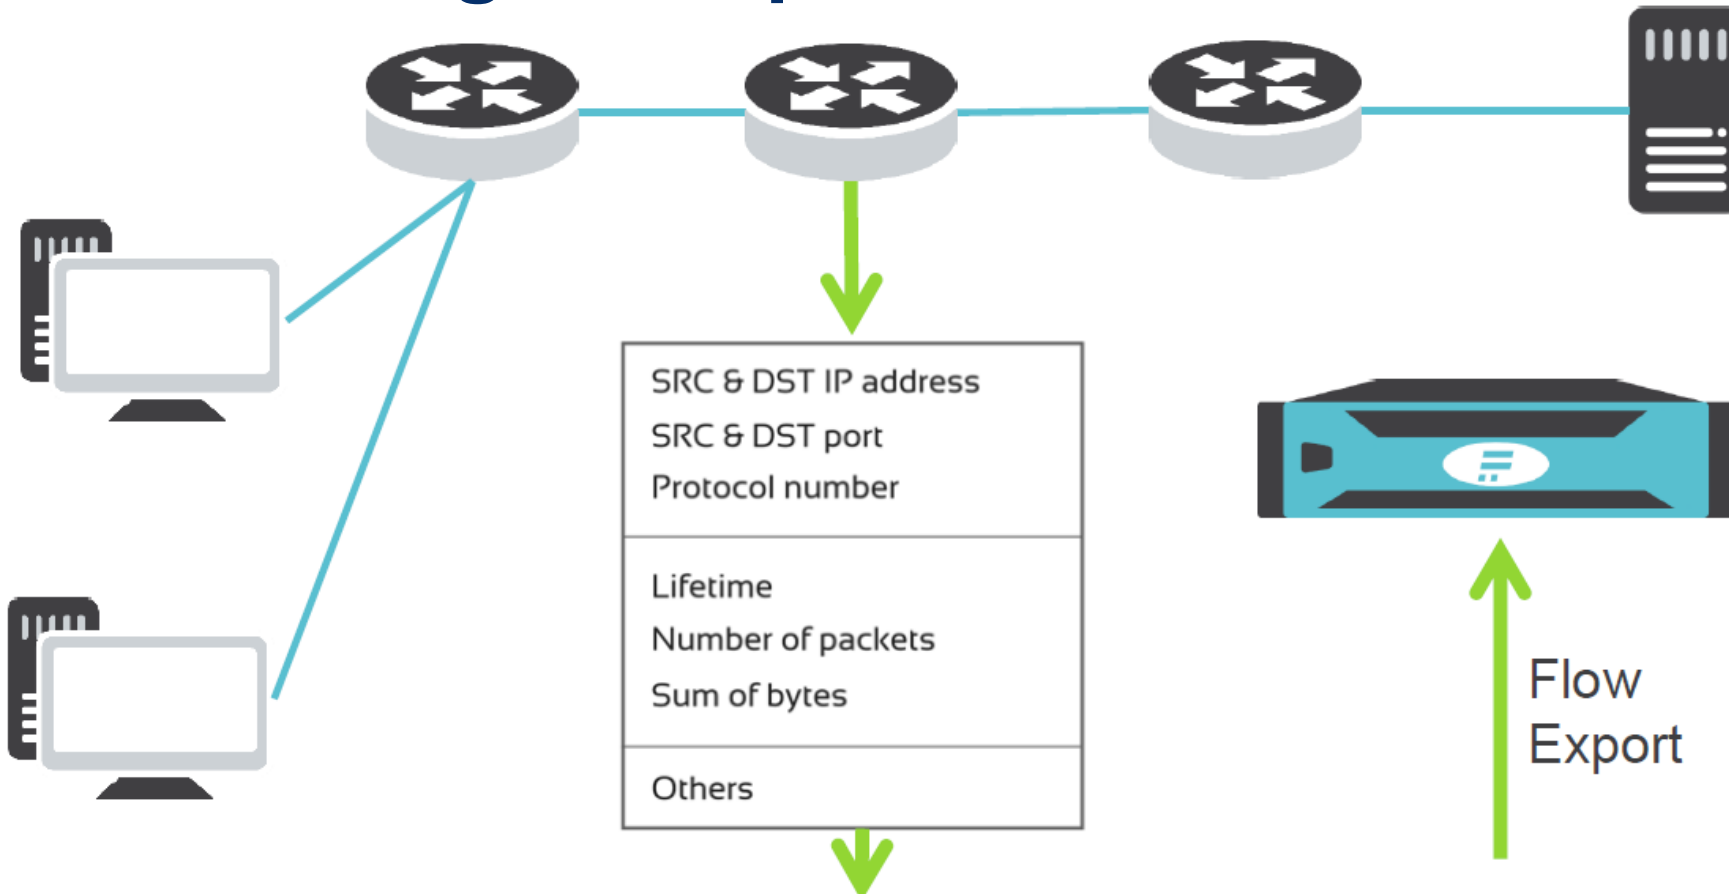 SRC & DST IP address
SRC & DST port
Protocol number
Lifetime
Number of packets
Sum of bytes
Others
Flow
Export